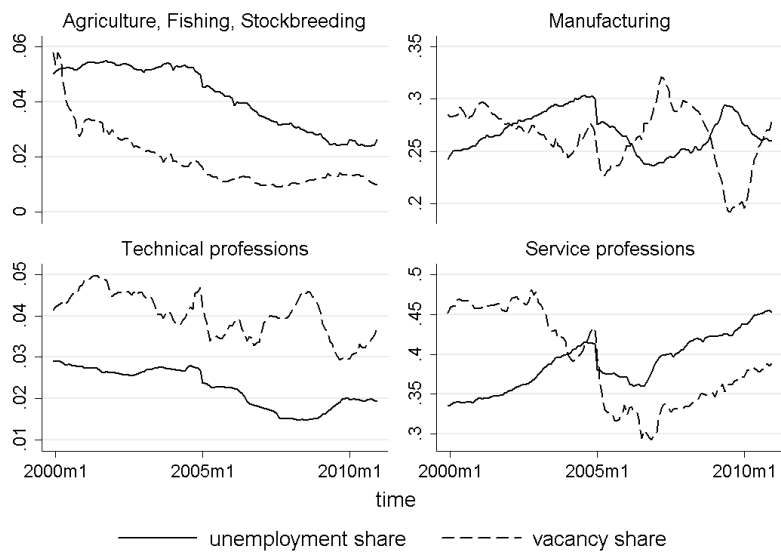 Agriculture, Fishing, Stockbreeding
.06
.04
.02
0
Manufacturing
.35
.3
.25
.2
Technical professions
.05
.04
.03
.02
.01
2000m1 2005m1 2010m1
Service professions
.5
.45
.4
.35
.3
2000m1 2005m1 2010m1
time
unemployment share vacancy share